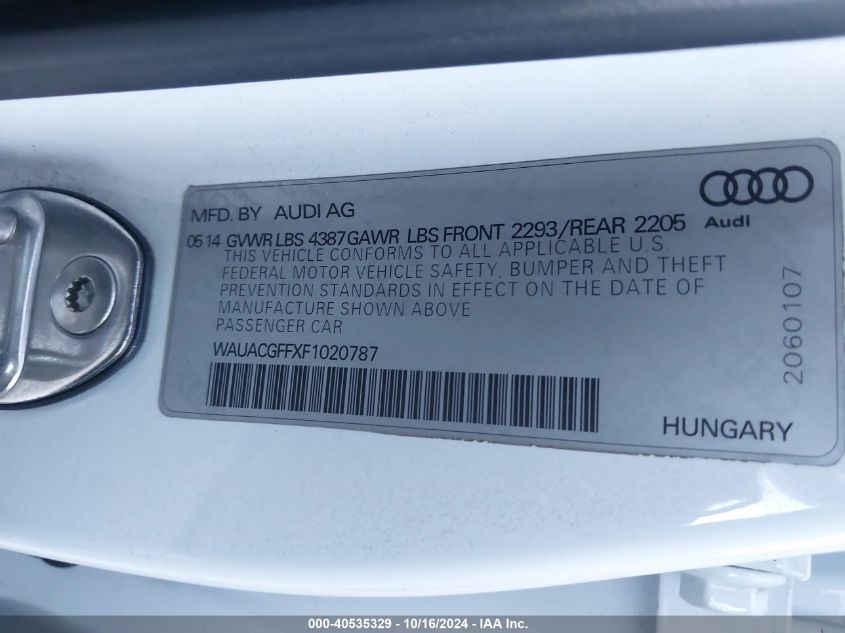 MFD. BY AUDI AG
0514 GVWR LBS 4387 GAWR LBS FRONT 2293/REAR 2205
THIS VEHICLE CONFORMS TO ALL APPLICABLE U.S.
FEDERAL MOTOR VEHICLE SAFETY, BUMPER AND THEFT
PREVENTION STANDARDS IN EFFECT ON THE DATE OF
MANUFACTURE SHOWN ABOVE
PASSENGER CAR
WAUACGFFXF1020787
Audi
2060107
HUNGARY
000-40535329 - 10/16/2024 - IAA Inc.